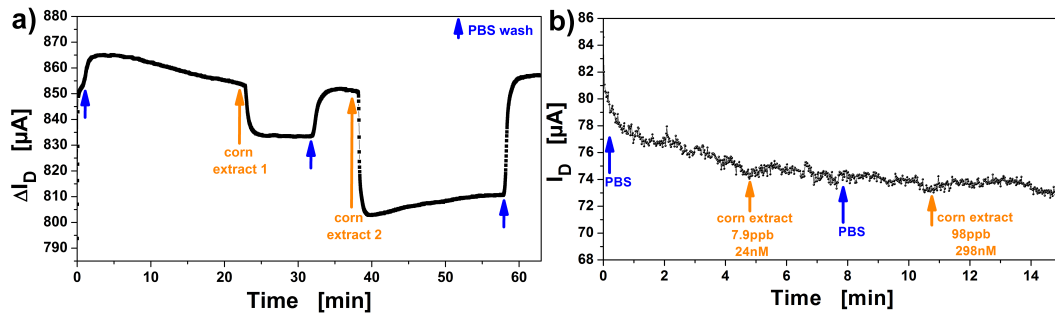 a)
PBS wash
880
870
860
850
840
830
820
810
800
790
ΔI_D [µA]
corn
extract 1
corn
extract 2
0
10
20
30
40
50
60
Time [min]
b)
86
84
82
80
78
76
74
72
70
68
I_D [µA]
PBS
corn extract
7.9ppb
24nM
PBS
corn extract
98ppb
298nM
0
2
4
6
8
10
12
14
Time [min]